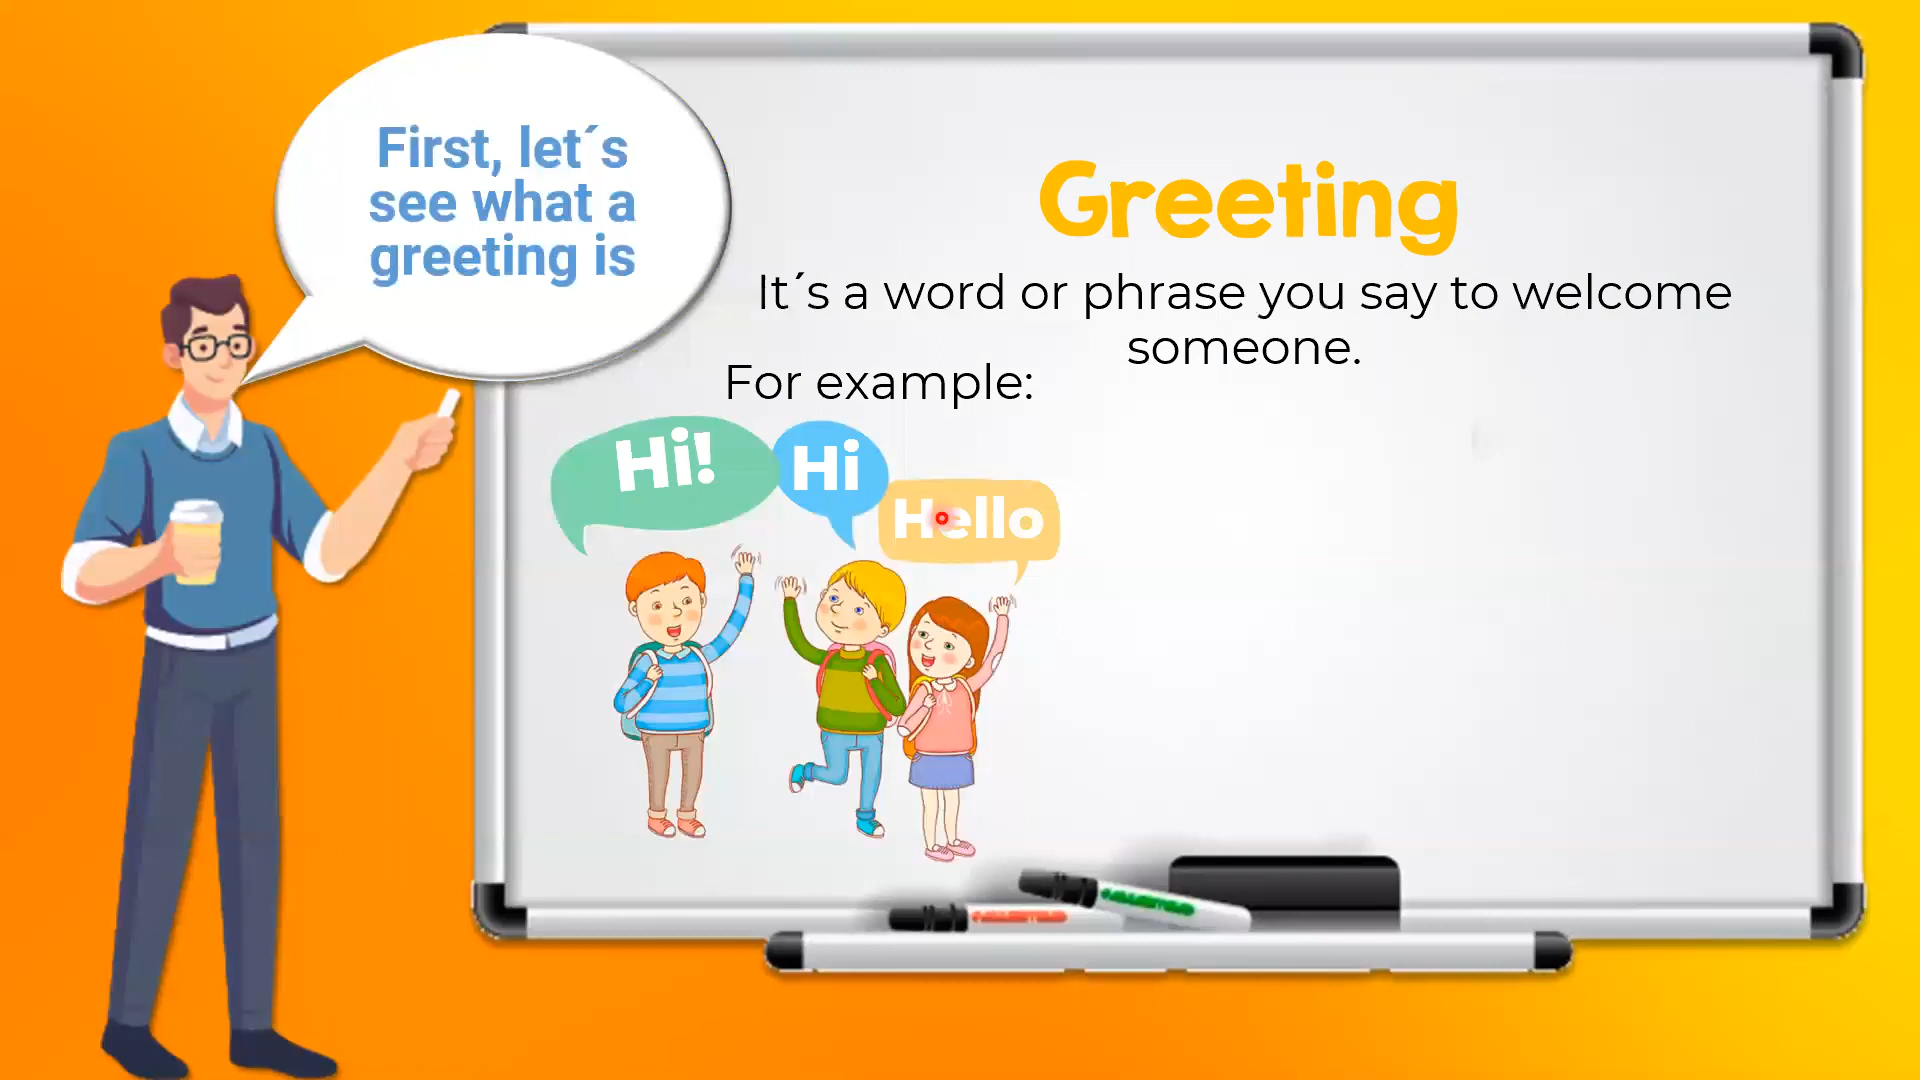 First, let´s
see what a
greeting is
Greeting
It´s a word or phrase you say to welcome
someone.
For example:
Hi!
Hi
Hello